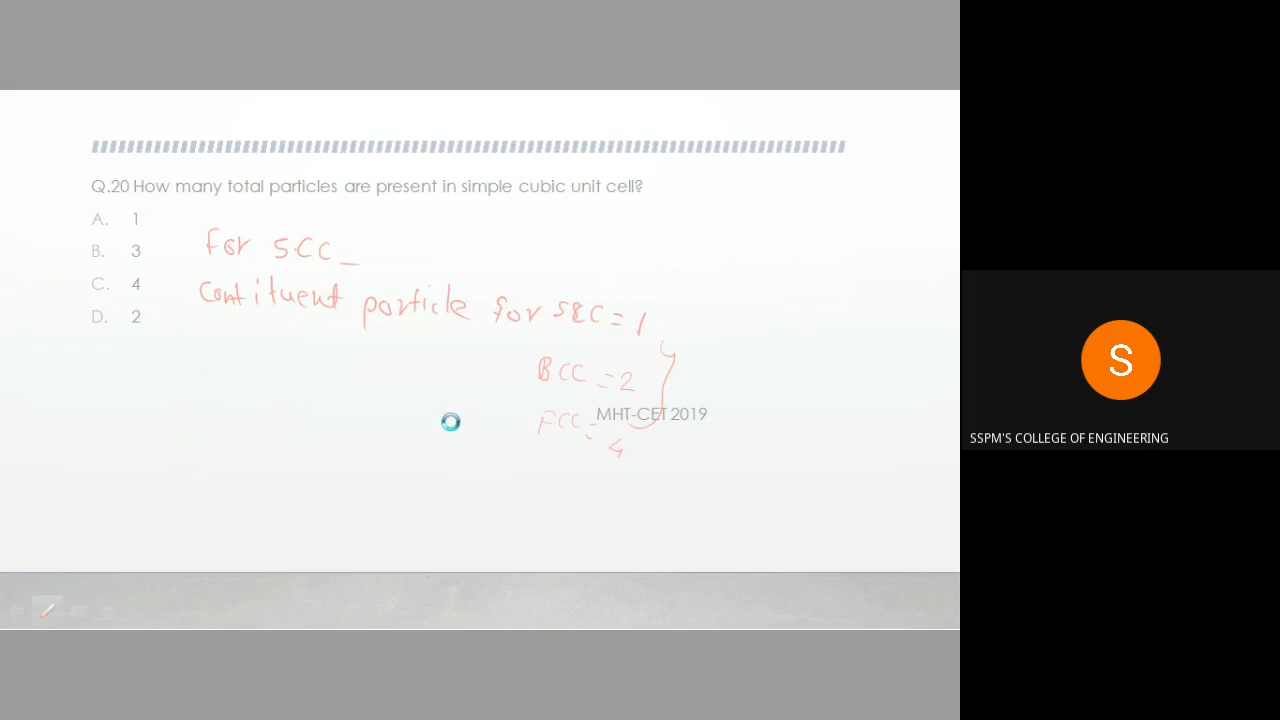 Q.20 How many total particles are present in simple cubic unit cell?
A. 1
B. 3
C. 4
D. 2
For S.CC _
Contituent particle for SCC = 1
BCC = 2
FCC = 4
MHT-CET 2019
S
SSPM'S COLLEGE OF ENGINEERING